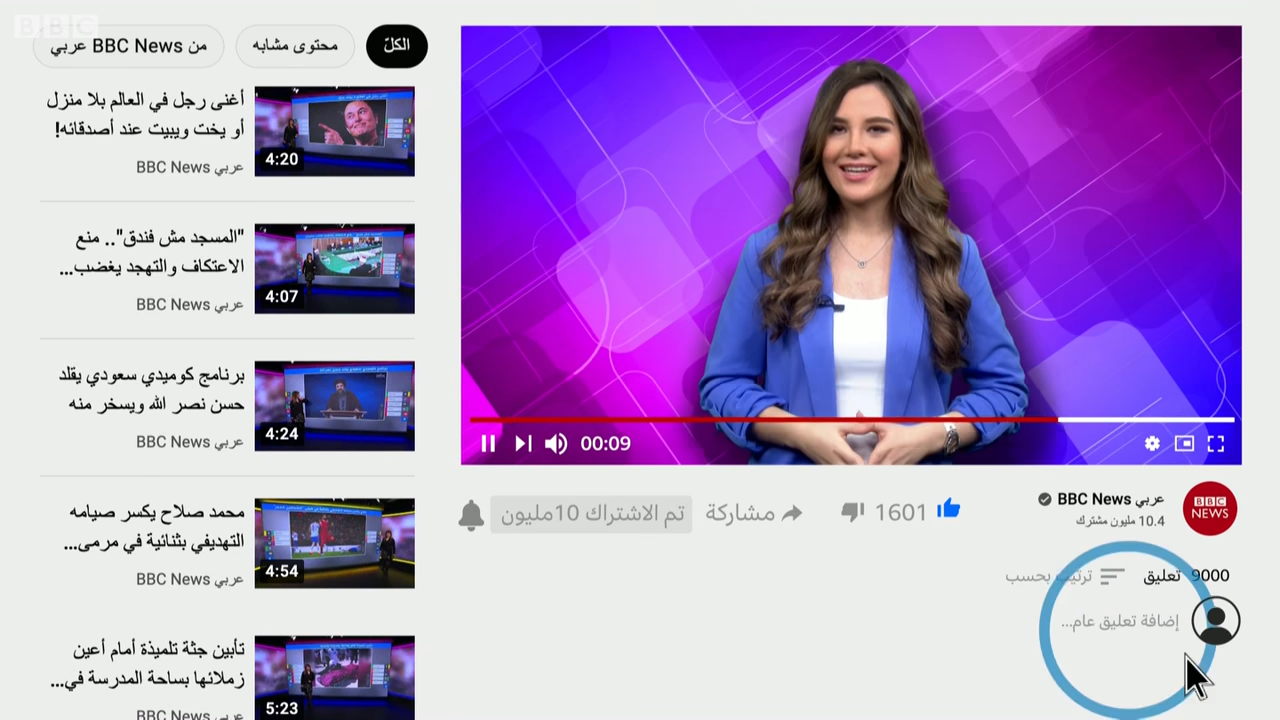 BBC
الكلّ
محتوى مشابه
من BBC News عربي
أغنى رجل في العالم بلا منزل
أو يخت ويبيت عند أصدقائه!
عربي BBC News
4:20
"المسجد مش فندق".. منع
الاعتكاف والتهجد يغضب...
عربي BBC News
4:07
برنامج كوميدي سعودي يقلد
حسن نصر الله ويسخر منه
عربي BBC News
4:24
محمد صلاح يكسر صيامه
التهديفي بثنائية في مرمى...
عربي BBC News
4:54
تأبين جثة تلميذة أمام أعين
زملائها بساحة المدرسة في...
عربي BBC News
5:23
00:09
BBC
NEWS
عربي BBC News
10.4 مليون مشترك
1601
مشاركة
تم الاشتراك 10مليون
9000 تعليق
ترتيب بحسب
إضافة تعليق عام...